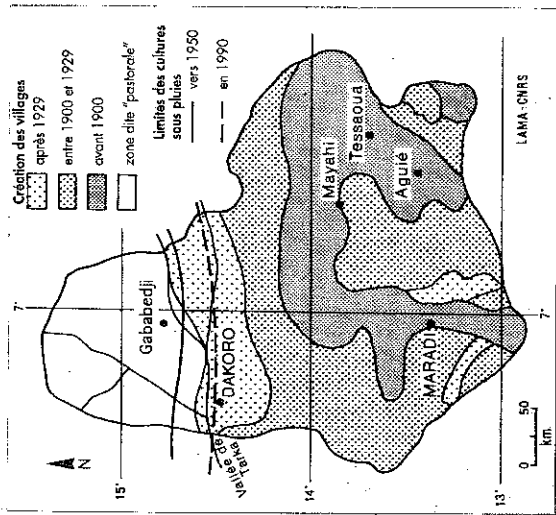 Création des villages
après 1929
entre 1900 et 1929
avant 1900
zone dite "pastorale"
Limites des cultures
sous pluies
vers 1950
en 1990
N
7°
15°
Gababedji
DAKORO
Vallée de
Tarka
14°
Mayahi
Tessaoua
Aguié
MARADI
13°
7°
0 50
km.
LAMA-CNRS